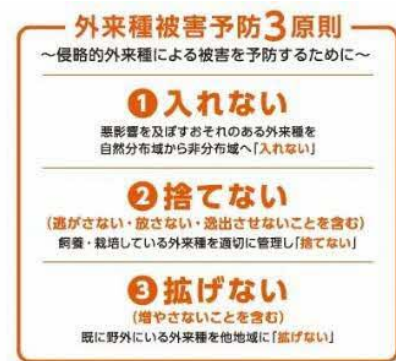 外来種被害予防3原則
～侵略的外来種による被害を予防するために～
❶入れない
悪影響を及ぼすおそれのある外来種を
自然分布域から非分布域へ「入れない」
❷捨てない
(逃がさない・放さない・逸出させないことを含む)
飼養・栽培している外来種を適切に管理し「捨てない」
❸拡げない
(増やさないことを含む)
既に野外にいる外来種を他地域に「拡げない」